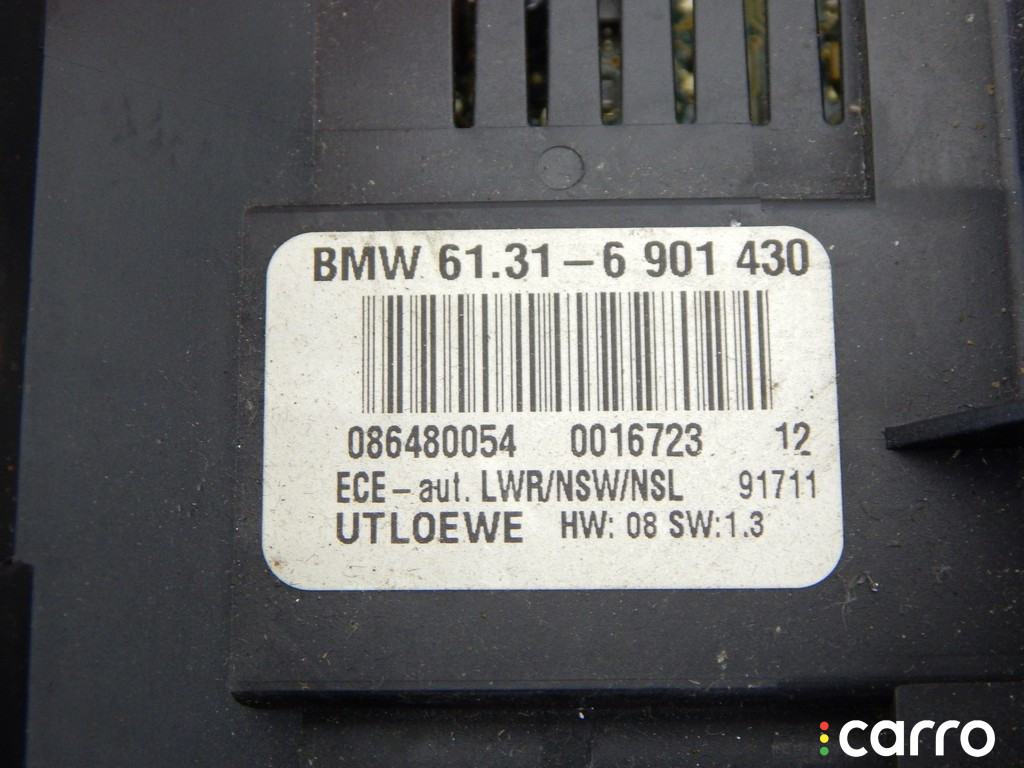 BMW 61.31 - 6 901 430
086480054 0016723 12
ECE - aut. LWR/NSW/NSL 91711
UTLOEWE HW: 08 SW:1.3
carro